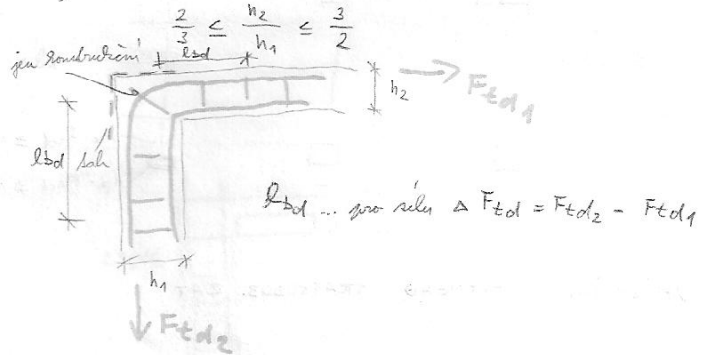 2/3 ≤ h2/h1 ≤ 3/2
jen konstrukční
lbd
h2
Ftd1
lbd
lbd ... pro sílu Δ Ftd = Ftd2 - Ftd1
h1
Ftd2